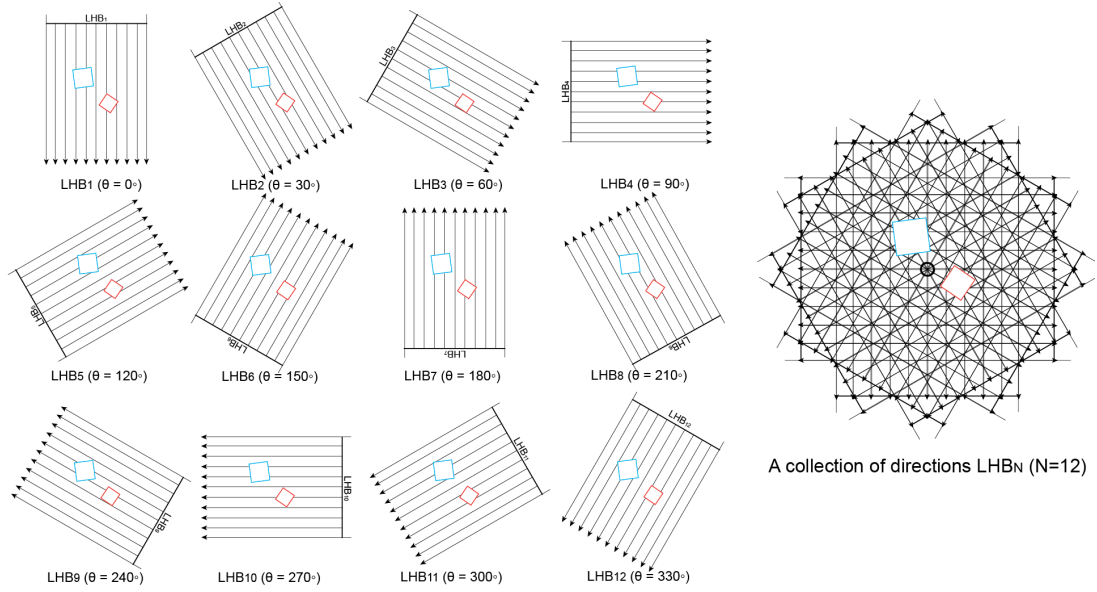 LHB₁
LHB₂
LHB₃
LHB₄
LHB1 (θ = 0○)
LHB2 (θ = 30○)
LHB3 (θ = 60○)
LHB4 (θ = 90○)
LHB₅
LHB₆
LHB₇
LHB₈
LHB5 (θ = 120○)
LHB6 (θ = 150○)
LHB7 (θ = 180○)
LHB8 (θ = 210○)
LHB₉
LHB₁₀
LHB₁₁
LHB₁₂
LHB9 (θ = 240○)
LHB10 (θ = 270○)
LHB11 (θ = 300○)
LHB12 (θ = 330○)
A collection of directions LHBN (N=12)